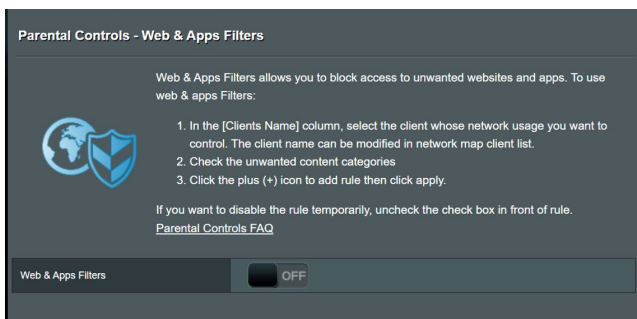 Parental Controls - Web & Apps Filters
Web & Apps Filters allows you to block access to unwanted websites and apps. To use
web & apps Filters:
1. In the [Clients Name] column, select the client whose network usage you want to
control. The client name can be modified in network map client list.
2. Check the unwanted content categories
3. Click the plus (+) icon to add rule then click apply.
If you want to disable the rule temporarily, uncheck the check box in front of rule.
Parental Controls FAQ
Web & Apps Filters
OFF